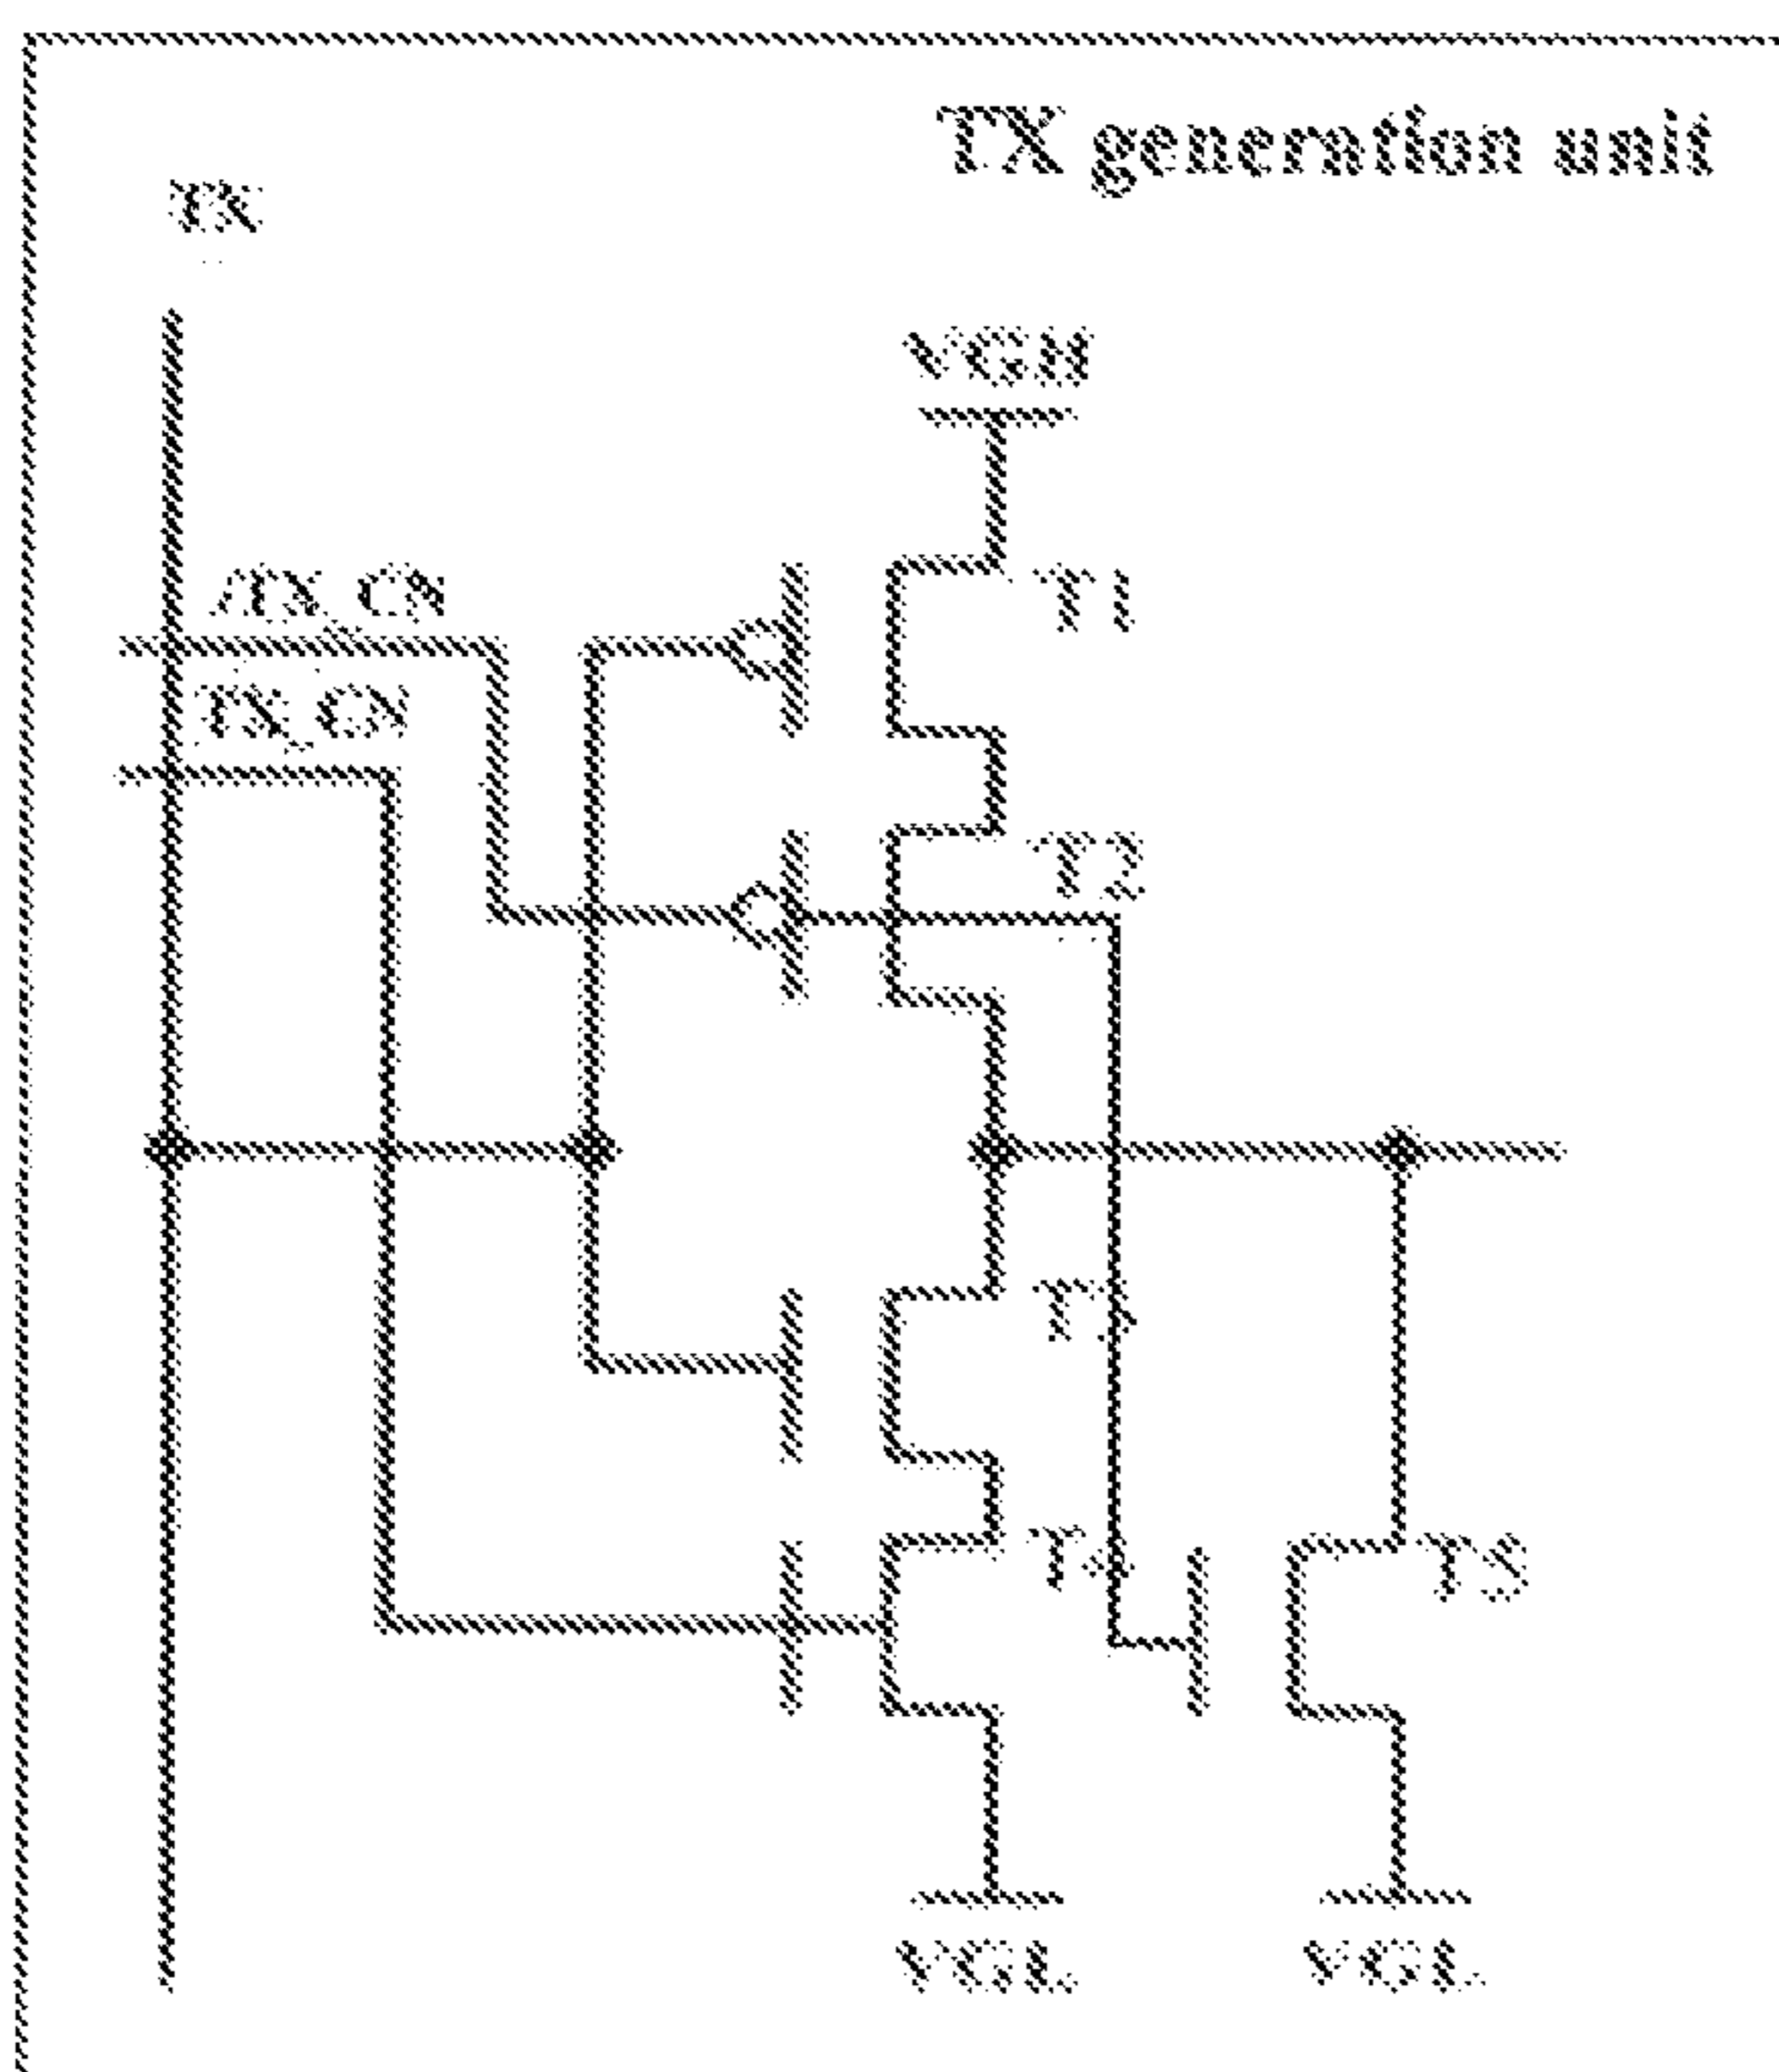 TX generation unit
TX
VGH
/TX_CN
T1
TX_CN
T2
T3
T4
T5
VGL
VGL